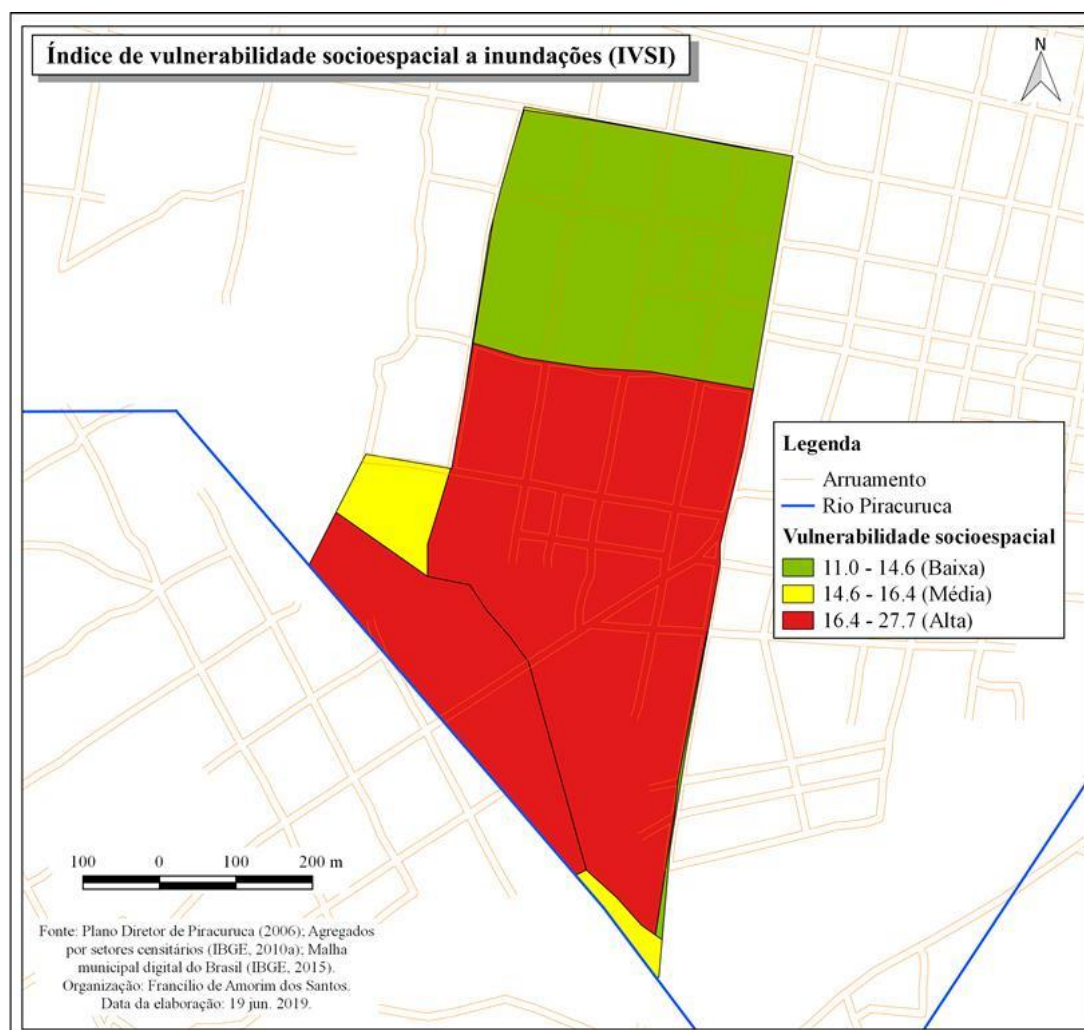 Índice de vulnerabilidade socioespacial a inundações (IVSI)
N
Legenda
Arruamento
Rio Piracuruca
Vulnerabilidade socioespacial
11.0 - 14.6 (Baixa)
14.6 - 16.4 (Média)
16.4 - 27.7 (Alta)
100 0 100 200 m
Fonte: Plano Diretor de Piracuruca (2006); Agregados
por setores censitários (IBGE, 2010a); Malha
municipal digital do Brasil (IBGE, 2015).
Organização: Francílio de Amorim dos Santos.
Data da elaboração: 19 jun. 2019.